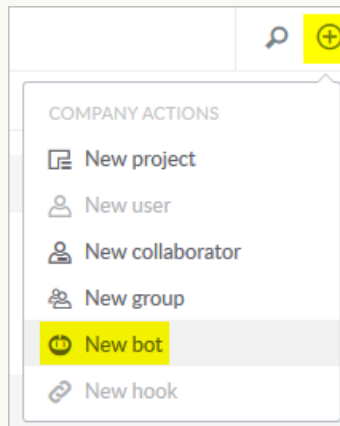 COMPANY ACTIONS
New project
New user
New collaborator
New group
New bot
New hook